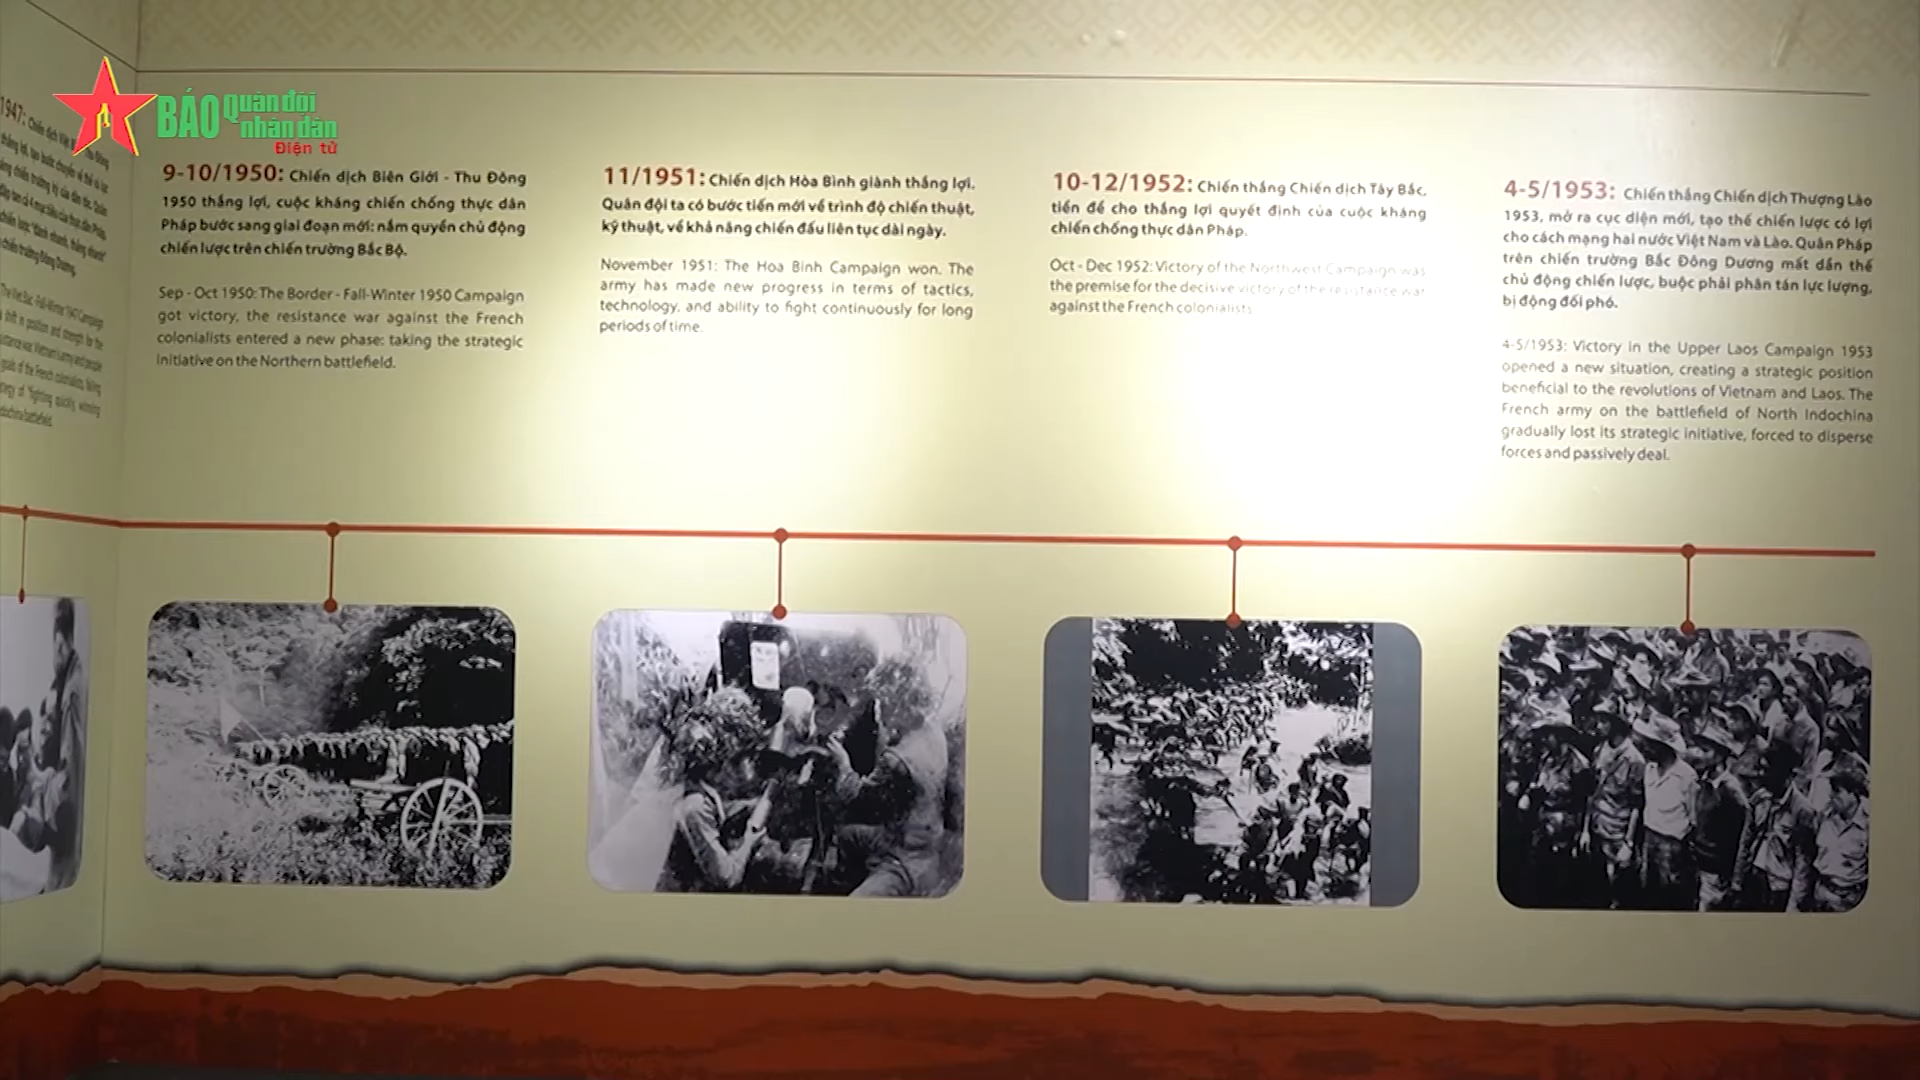 BÁO Quân đội
nhân dân
Điện tử
1947: Chiến dịch Việt
9-10/1950: Chiến dịch Biên Giới - Thu Đông
1950 thắng lợi, cuộc kháng chiến chống thực dân
Pháp bước sang giai đoạn mới: nắm quyền chủ động
chiến lược trên chiến trường Bắc Bộ.
Sep - Oct 1950: The Border - Fall-Winter 1950 Campaign
got victory, the resistance war against the French
colonialists entered a new phase: taking the strategic
initiative on the Northern battlefield.
11/1951: Chiến dịch Hòa Bình giành thắng lợi.
Quân đội ta có bước tiến mới về trình độ chiến thuật,
kỹ thuật, về khả năng chiến đấu liên tục dài ngày.
November 1951: The Hoa Binh Campaign won. The
army has made new progress in terms of tactics,
technology, and ability to fight continuously for long
periods of time.
10-12/1952: Chiến thắng Chiến dịch Tây Bắc,
tiền đề cho thắng lợi quyết định của cuộc kháng
chiến chống thực dân Pháp.
Oct - Dec 1952: Victory of the Northwest Campaign was
the premise for the decisive victory of the resistance war
against the French colonialists
4-5/1953: Chiến thắng Chiến dịch Thượng Lào
1953, mở ra cục diện mới, tạo thế chiến lược có lợi
cho cách mạng hai nước Việt Nam và Lào. Quân Pháp
trên chiến trường Bắc Đông Dương mất dần thế
chủ động chiến lược, buộc phải phân tán lực lượng,
bị động đối phó.
4-5/1953: Victory in the Upper Laos Campaign 1953
opened a new situation, creating a strategic position
beneficial to the revolutions of Vietnam and Laos. The
French army on the battlefield of North Indochina
gradually lost its strategic initiative, forced to disperse
forces and passively deal.